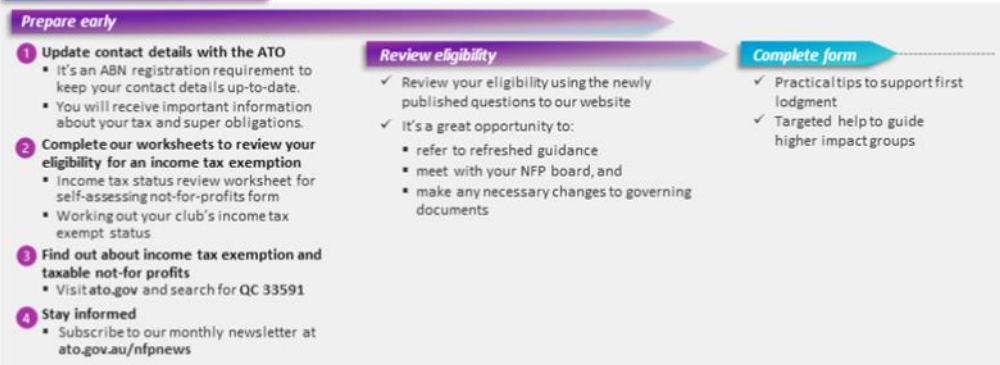 Prepare early
1 Update contact details with the ATO
▪ It's an ABN registration requirement to
keep your contact details up-to-date.
▪ You will receive important information
about your tax and super obligations.
2 Complete our worksheets to review your
eligibility for an income tax exemption
▪ Income tax status review worksheet for
self-assessing not-for-profits form
▪ Working out your club's income tax
exempt status
3 Find out about income tax exemption and
taxable not-for profits
▪ Visit ato.gov and search for QC 33591
4 Stay informed
▪ Subscribe to our monthly newsletter at
ato.gov.au/nfpnews
Review eligibility
✓ Review your eligibility using the newly
published questions to our website
✓ It's a great opportunity to:
▪ refer to refreshed guidance
▪ meet with your NFP board, and
▪ make any necessary changes to governing
documents
Complete form
✓ Practical tips to support first
lodgment
✓ Targeted help to guide
higher impact groups